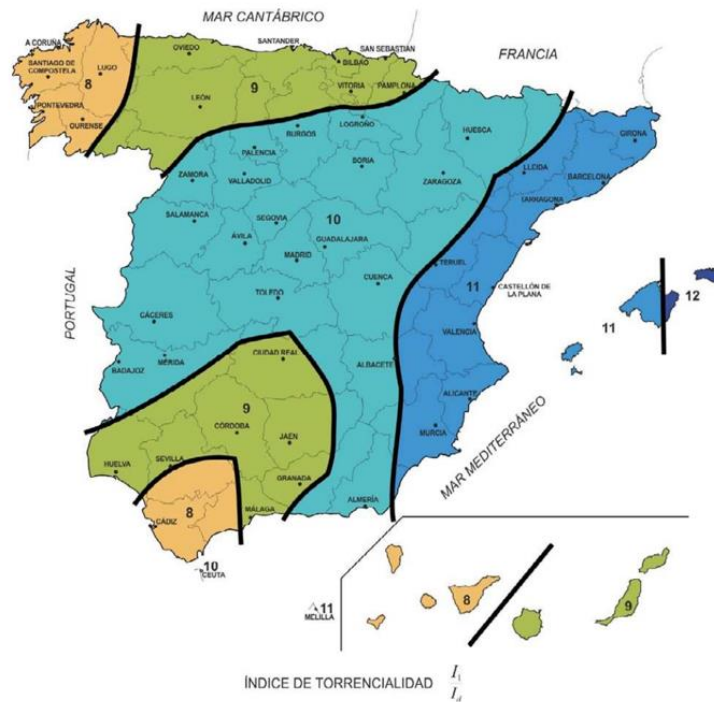 MAR CANTÁBRICO
A CORUÑA
SANTIAGO DE
COMPOSTELA
LUGO
8
PONTEVEDRA
OURENSE
OVIEDO
SANTANDER
BILBAO
SAN SEBASTIÁN
FRANCIA
LEÓN
9
VITORIA
PAMPLONA
BURGOS
LOGROÑO
HUESCA
GIRONA
PALENCIA
ZAMORA
VALLADOLID
SORIA
ZARAGOZA
LLEIDA
BARCELONA
TARRAGONA
SALAMANCA
SEGOVIA
10
ÁVILA
GUADALAJARA
MADRID
TERUEL
PORTUGAL
TOLEDO
CUENCA
11
CASTELLÓN
DE LA PLANA
12
11
CÁCERES
VALENCIA
BADAJOZ
MÉRIDA
CIUDAD REAL
ALBACETE
9
CÓRDOBA
JAÉN
ALICANTE
MURCIA
MAR MEDITERRÁNEO
HUELVA
SEVILLA
GRANADA
8
CÁDIZ
MÁLAGA
ALMERÍA
10
CEUTA
11
MELILLA
8
9
ÍNDICE DE TORRENCIALIDAD I₁/I_d